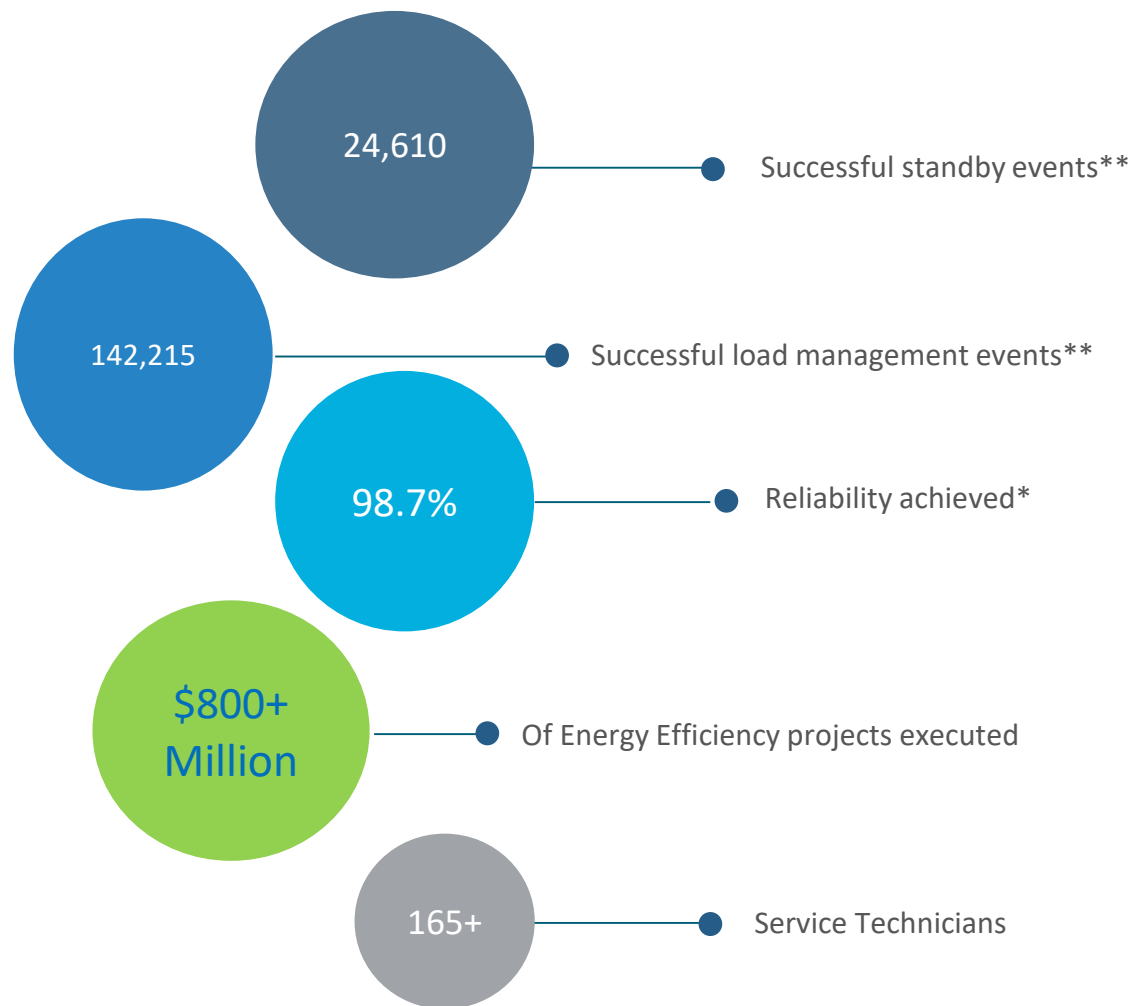 24,610
Successful standby events**
142,215
Successful load management events**
98.7%
Reliability achieved*
$800+
Million
Of Energy Efficiency projects executed
165+
Service Technicians